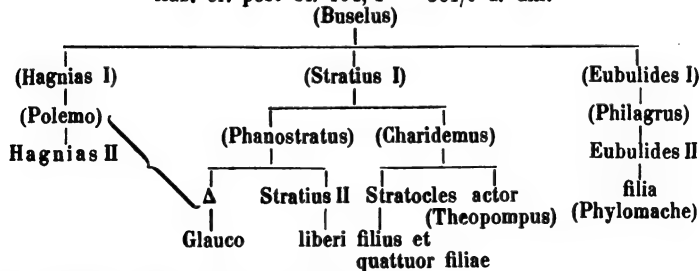 (Buselus)
(Hagnias I) (Stratius I) (Eubulides I)
(Polemo) (Philagrus)
(Phanostratus) (Charidemus)
Hagnias II Eubulides II
Δ Stratius II Stratocles actor filia
(Theopompus) (Phylomache)
Glauco liberi filius et
quattuor filiae